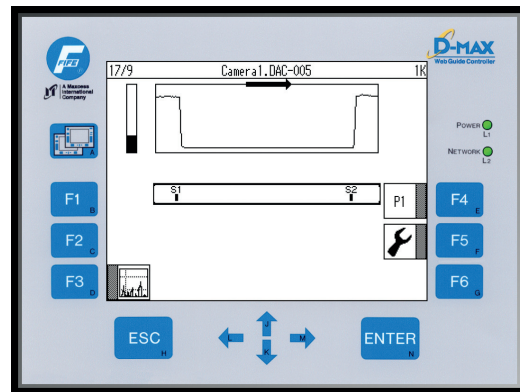 FIFE
A Maxcess
International
Company
D-MAX
Web Guide Controller
17/9 Camera1.DAC-005 1K
POWER
L1
NETWORK
L2
A
S1 S2
P1
F1
B
F4
E
F2
C
F5
F
F3
D
F6
G
ESC
H
L
J
K
M
ENTER
N